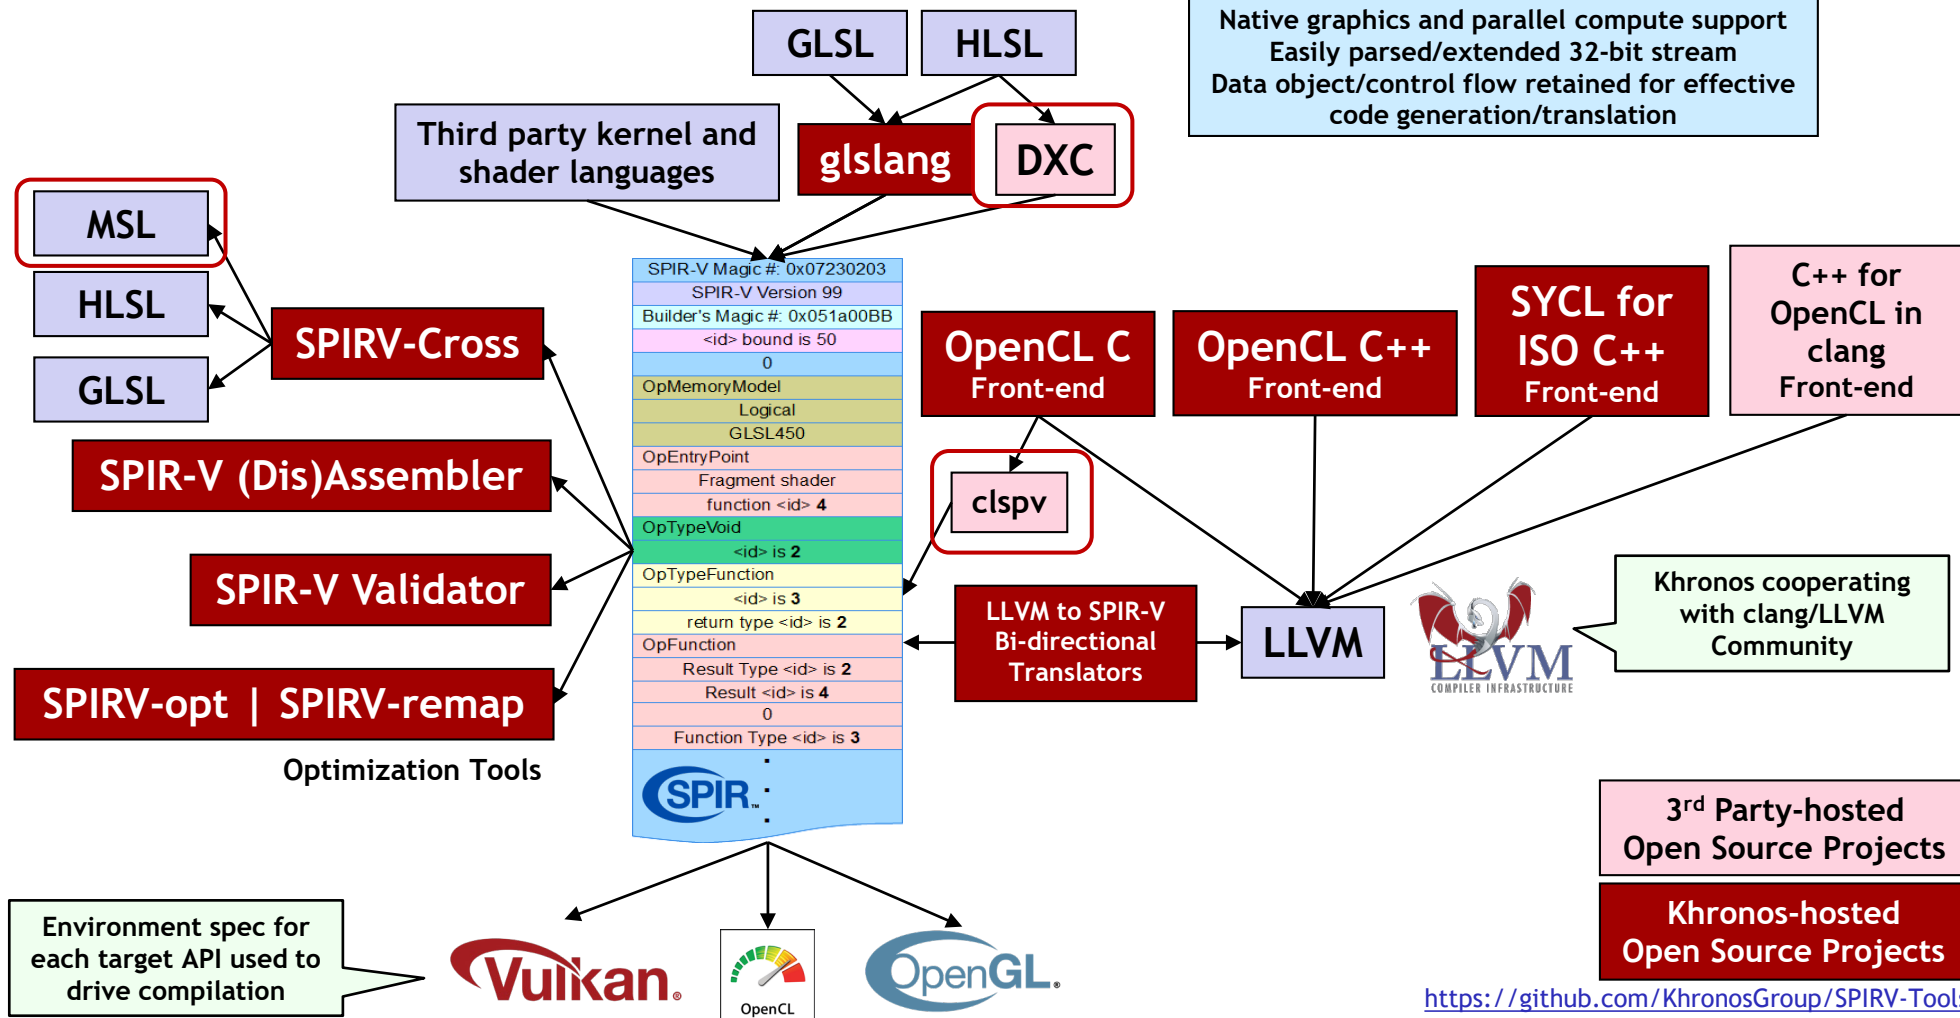 Native graphics and parallel compute support
Easily parsed/extended 32-bit stream
Data object/control flow retained for effective
code generation/translation
GLSL
HLSL
Third party kernel and
shader languages
glslang
DXC
MSL
HLSL
GLSL
SPIRV-Cross
SPIR-V (Dis)Assembler
SPIR-V Validator
SPIRV-opt | SPIRV-remap
Optimization Tools
SPIR-V Magic #: 0x07230203
SPIR-V Version 99
Builder's Magic #: 0x051a00BB
<id> bound is 50
0
OpMemoryModel
Logical
GLSL450
OpEntryPoint
Fragment shader
function <id> 4
OpTypeVoid
<id> is 2
OpTypeFunction
<id> is 3
return type <id> is 2
OpFunction
Result Type <id> is 2
Result <id> is 4
0
Function Type <id> is 3
SPIR™
OpenCL C
Front-end
OpenCL C++
Front-end
SYCL for
ISO C++
Front-end
C++ for
OpenCL in
clang
Front-end
clspv
LLVM to SPIR-V
Bi-directional
Translators
LLVM
LLVM
COMPILER INFRASTRUCTURE
Khronos cooperating
with clang/LLVM
Community
3rd Party-hosted
Open Source Projects
Khronos-hosted
Open Source Projects
https://github.com/KhronosGroup/SPIRV-Tools
Environment spec for
each target API used to
drive compilation
Vulkan®
OpenCL
OpenGL®